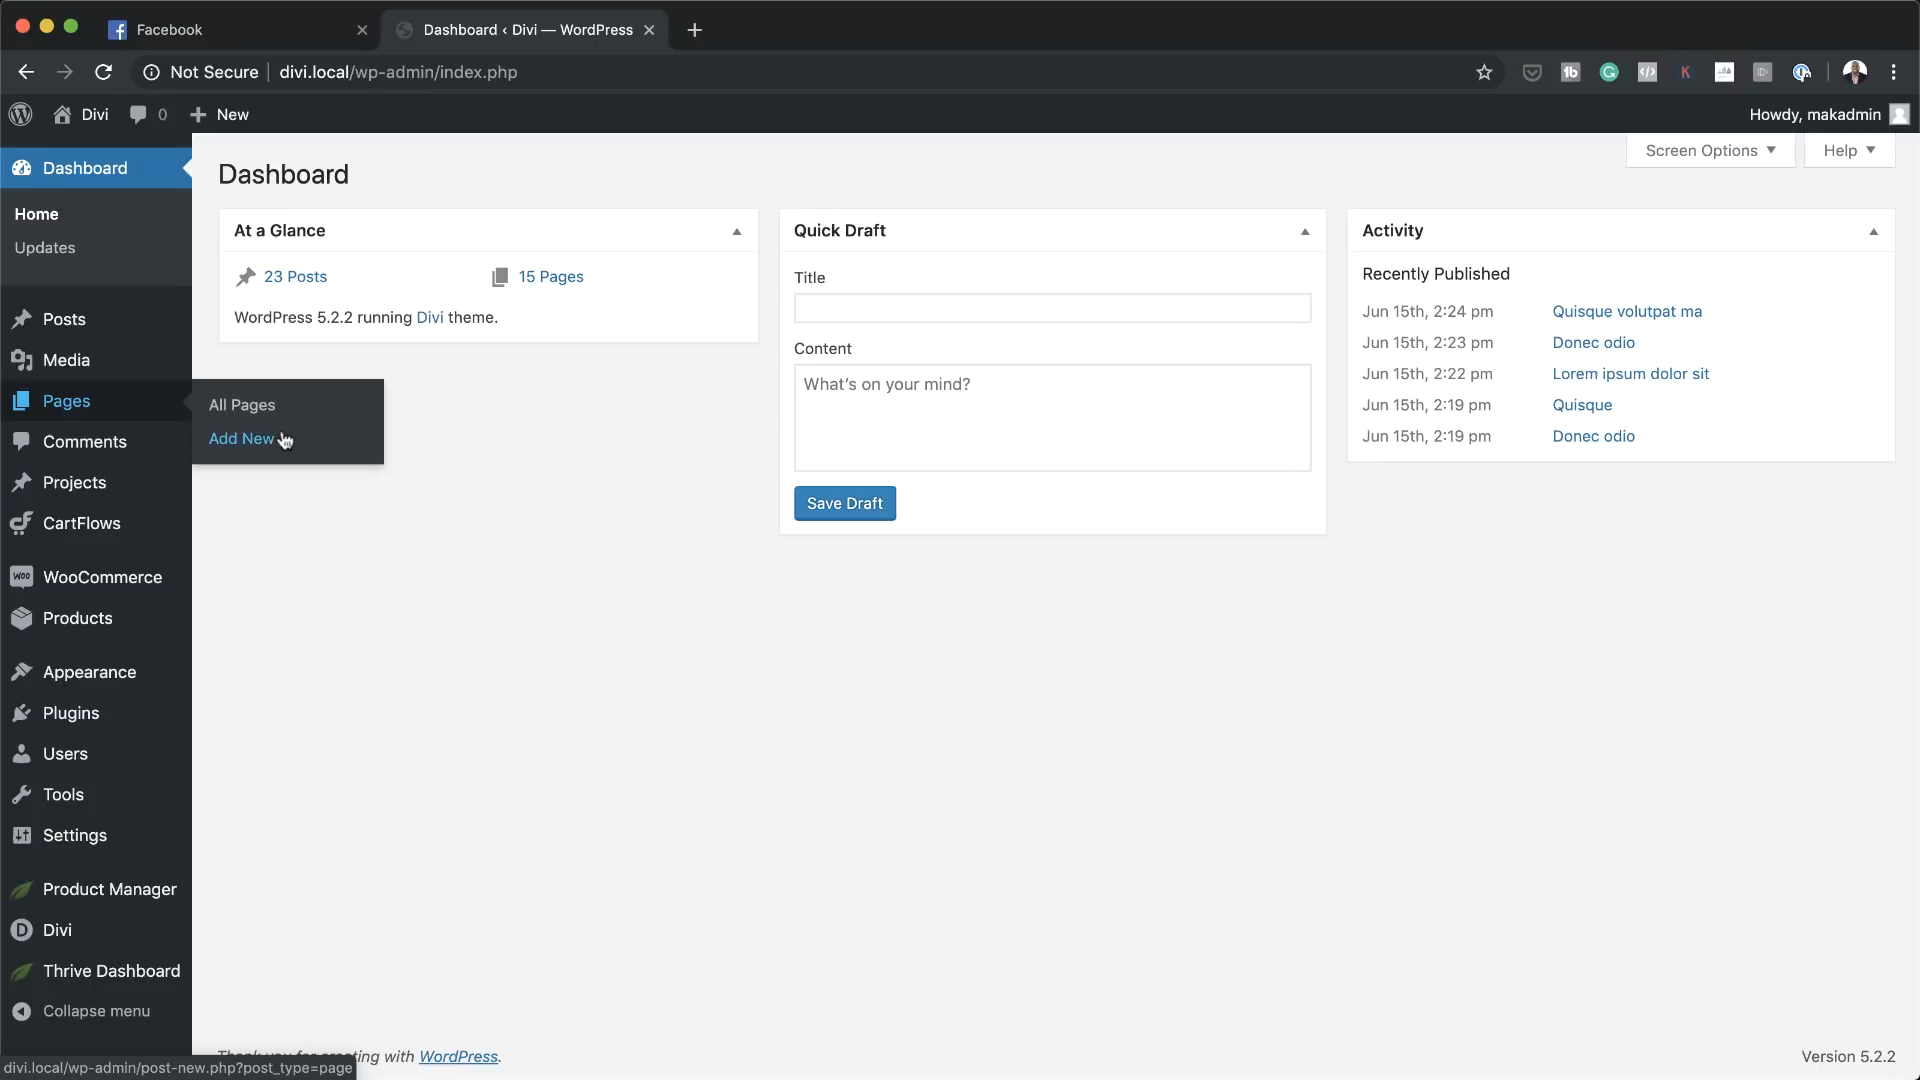 Facebook
Dashboard ‹ Divi — WordPress
Not Secure
divi.local/wp-admin/index.php
Divi
0
New
Howdy, makadmin
Dashboard
Home
Updates
Posts
Media
Pages
Comments
Projects
CartFlows
WooCommerce
Products
Appearance
Plugins
Users
Tools
Settings
Product Manager
Divi
Thrive Dashboard
Collapse menu
All Pages
Add New
Screen Options
Help
Dashboard
At a Glance
23 Posts
15 Pages
WordPress 5.2.2 running Divi theme.
Quick Draft
Title
Content
What's on your mind?
Save Draft
Activity
Recently Published
Jun 15th, 2:24 pm Quisque volutpat ma
Jun 15th, 2:23 pm Donec odio
Jun 15th, 2:22 pm Lorem ipsum dolor sit
Jun 15th, 2:19 pm Quisque
Jun 15th, 2:19 pm Donec odio
Thank you for creating with WordPress.
Version 5.2.2
divi.local/wp-admin/post-new.php?post_type=page